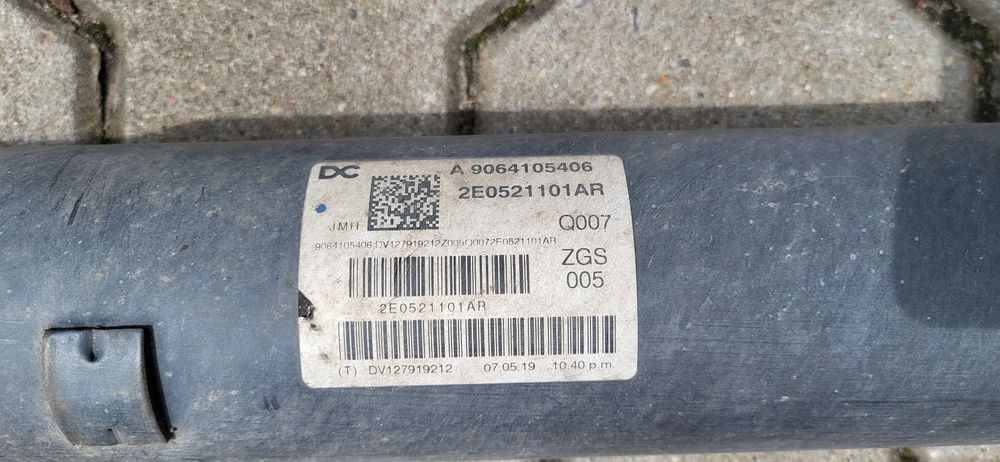 DC A 9064105406
2E0521101AR
JMH Q007
9064105406;DV127919212Z005Q0072E0521101AR
ZGS
005
2E0521101AR
(T) DV127919212 07.05.19 10:40 p.m.